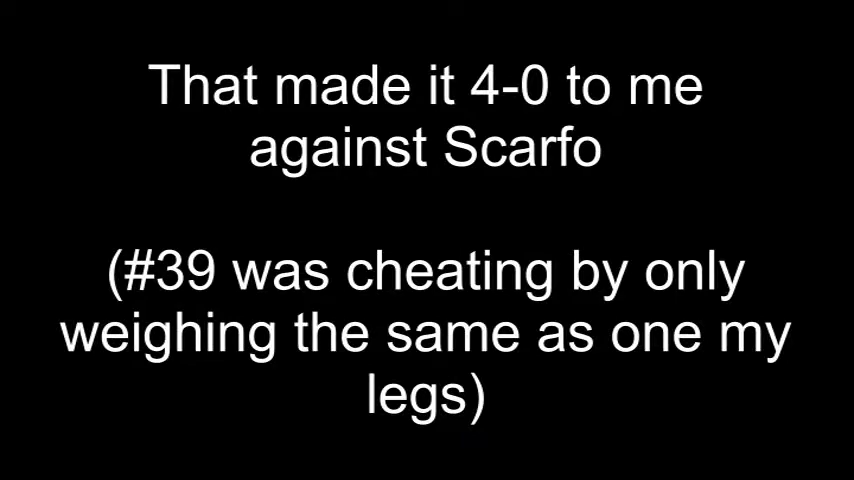 That made it 4-0 to me
against Scarfo
(#39 was cheating by only
weighing the same as one my
legs)